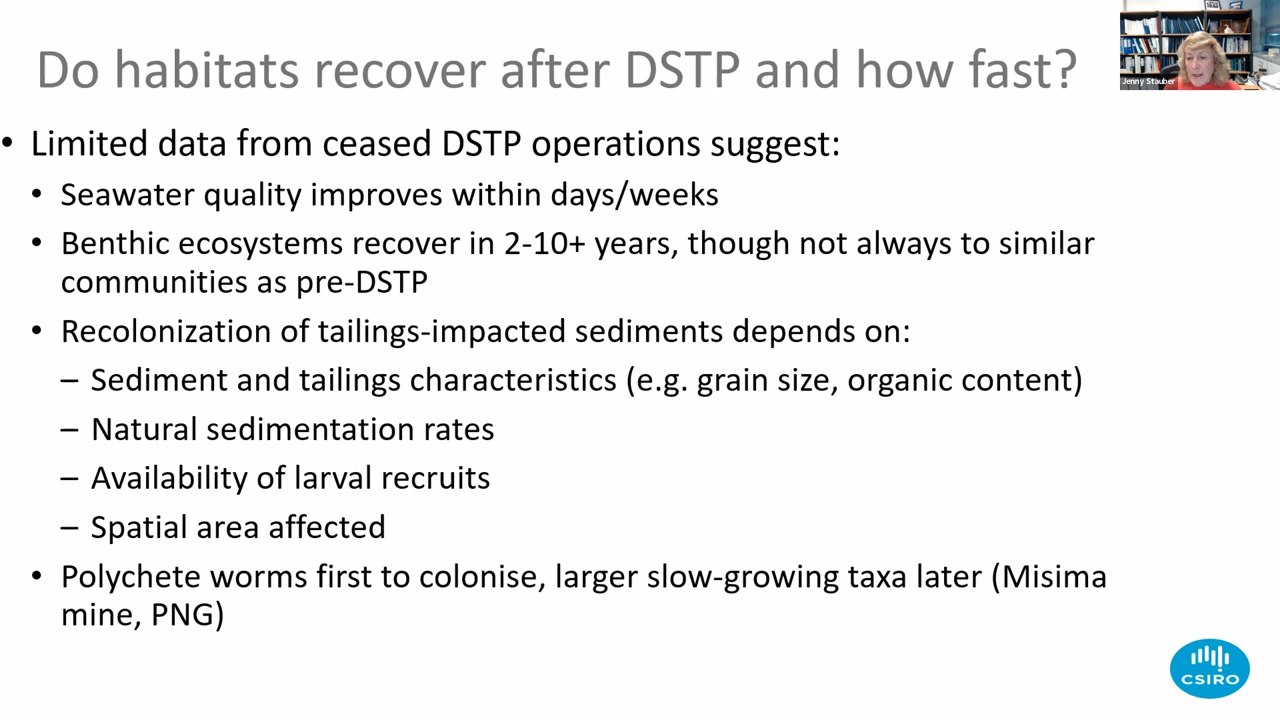 Do habitats recover after DSTP and how fast?
Jenny Stauber
• Limited data from ceased DSTP operations suggest:
• Seawater quality improves within days/weeks
• Benthic ecosystems recover in 2-10+ years, though not always to similar
communities as pre-DSTP
• Recolonization of tailings-impacted sediments depends on:
– Sediment and tailings characteristics (e.g. grain size, organic content)
– Natural sedimentation rates
– Availability of larval recruits
– Spatial area affected
• Polychete worms first to colonise, larger slow-growing taxa later (Misima
mine, PNG)
CSIRO